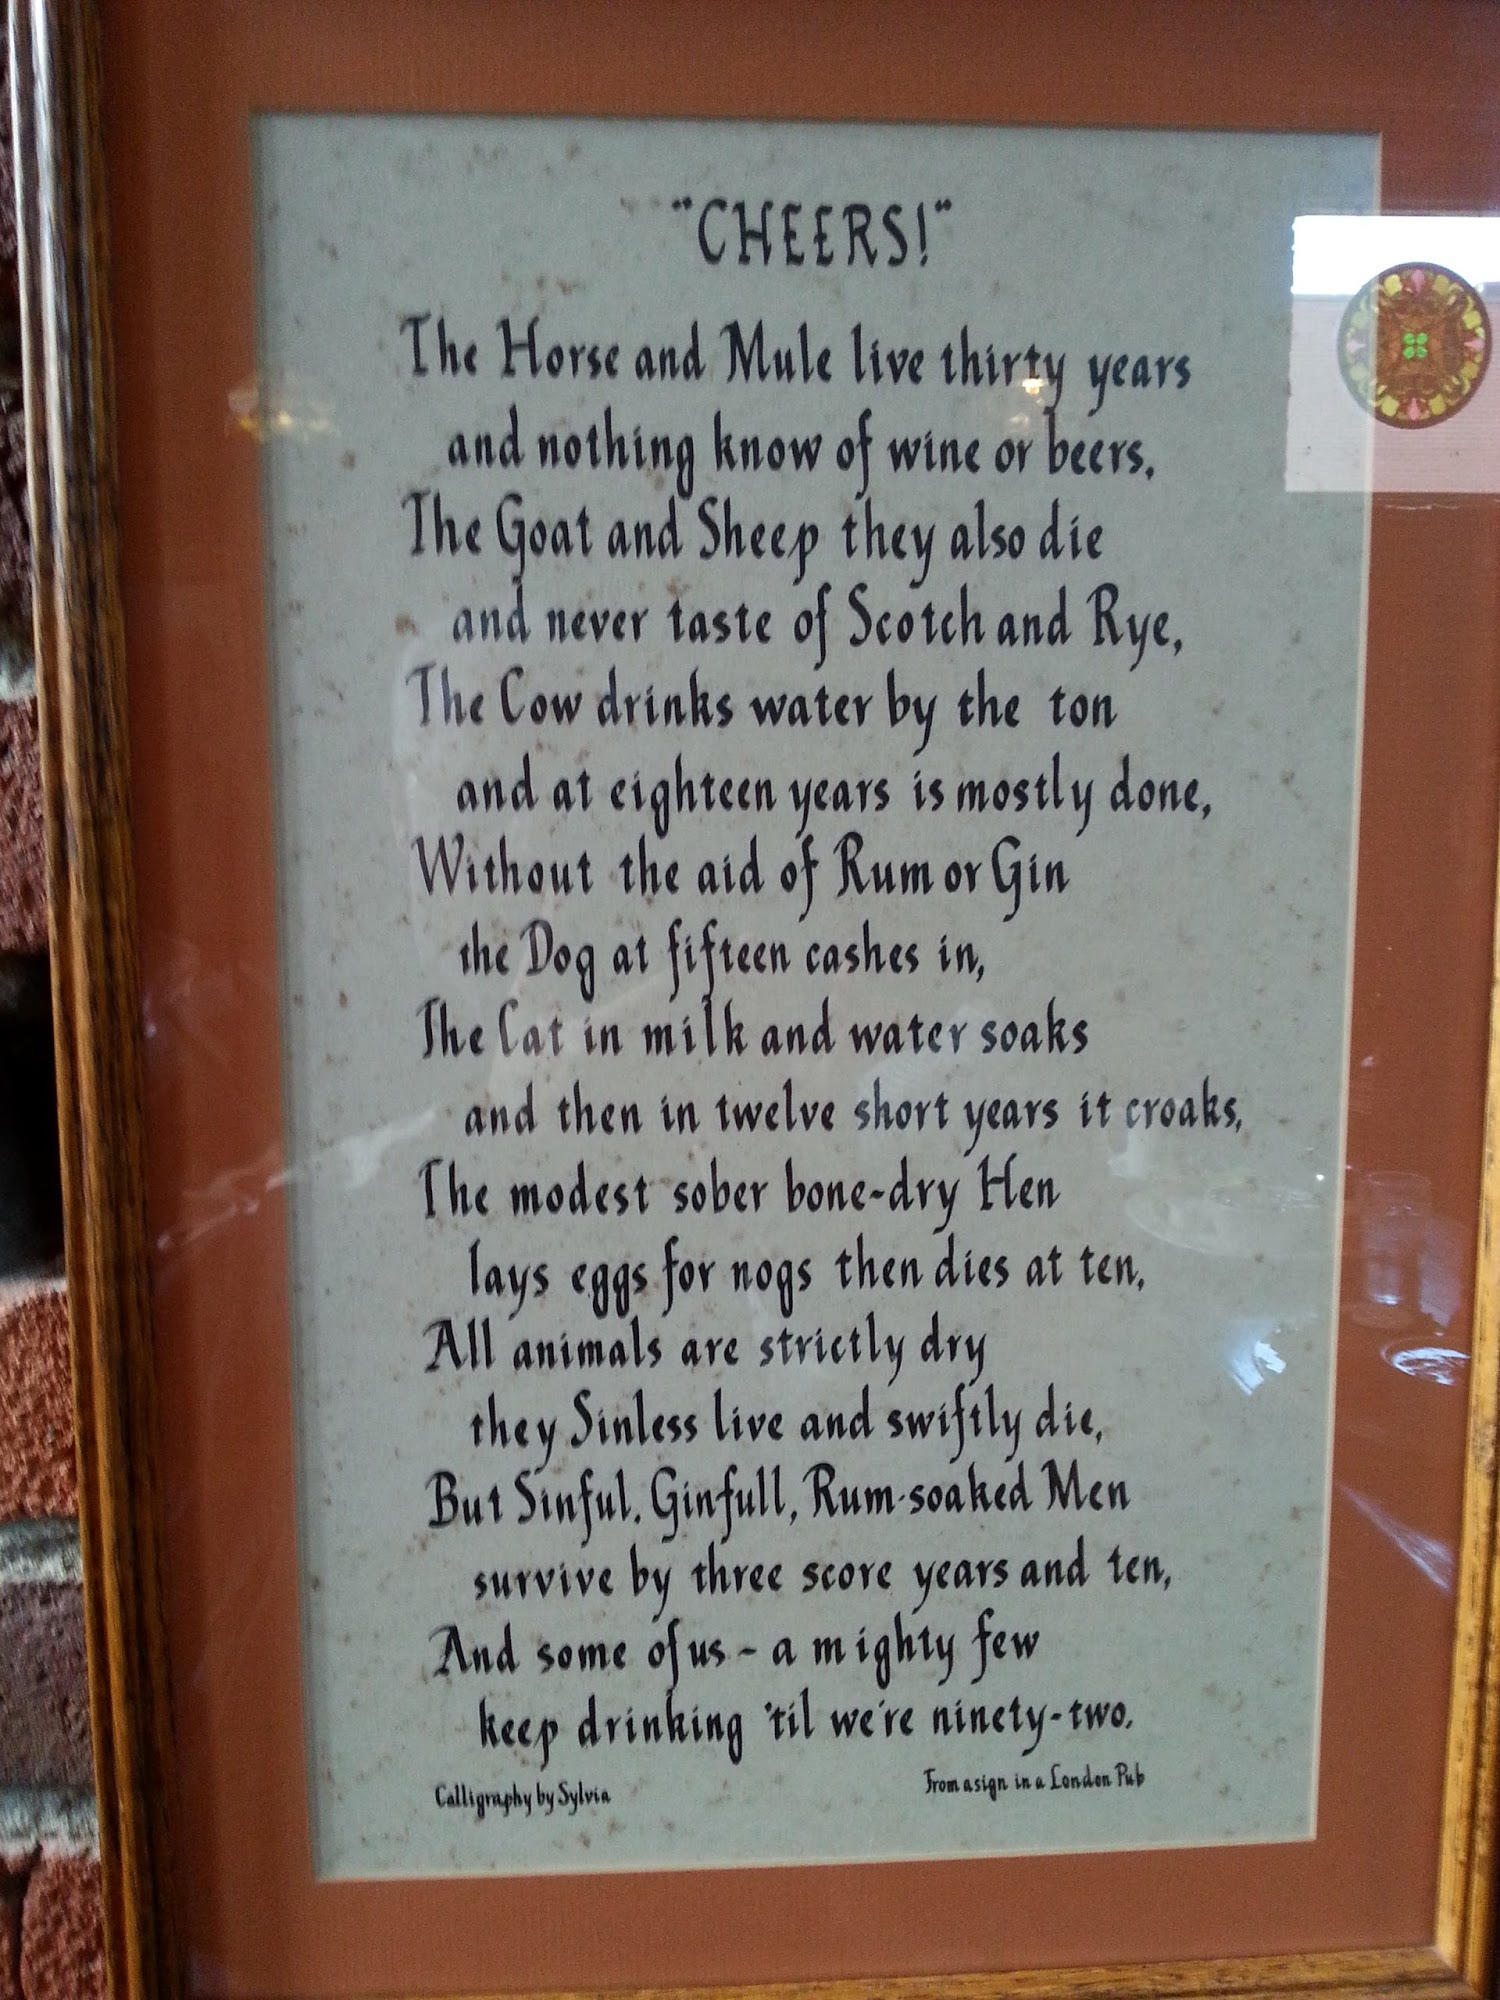 "CHEERS!"
The Horse and Mule live thirty years
and nothing know of wine or beers,
The Goat and Sheep they also die
and never taste of Scotch and Rye,
The Cow drinks water by the ton
and at eighteen years is mostly done,
Without the aid of Rum or Gin
the Dog at fifteen cashes in,
The Cat in milk and water soaks
and then in twelve short years it croaks,
The modest sober bone-dry Hen
lays eggs for nogs then dies at ten,
All animals are strictly dry
they Sinless live and swiftly die,
But Sinful, Ginfull, Rum-soaked Men
survive by three score years and ten,
And some of us - a mighty few
keep drinking 'til we're ninety-two.
Calligraphy by Sylvia
From a sign in a London Pub